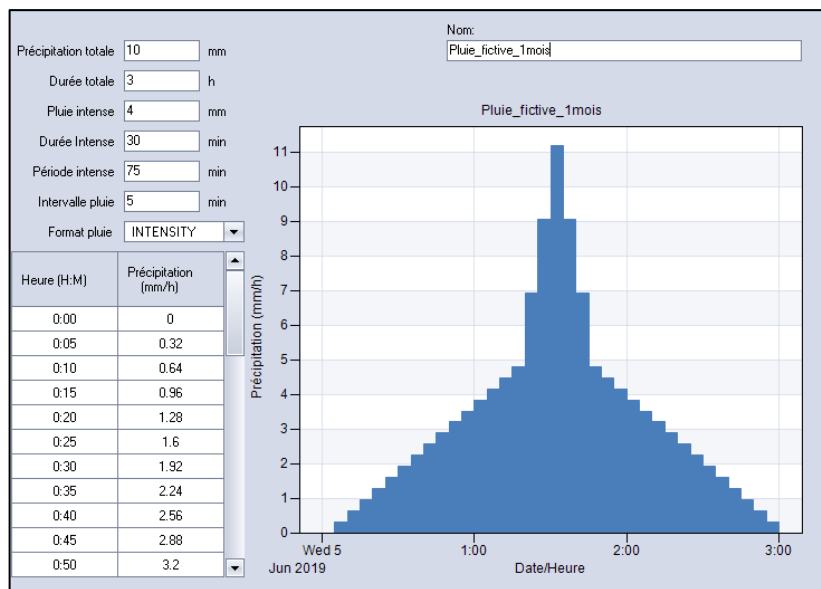 Précipitation totale 10 mm
Durée totale 3 h
Pluie intense 4 mm
Durée Intense 30 min
Période intense 75 min
Intervalle pluie 5 min
Format pluie INTENSITY
Heure (H:M) Précipitation (mm/h)
0:00 0
0:05 0.32
0:10 0.64
0:15 0.96
0:20 1.28
0:25 1.6
0:30 1.92
0:35 2.24
0:40 2.56
0:45 2.88
0:50 3.2
Nom:
Pluie_fictive_1mois
Pluie_fictive_1mois
Précipitation (mm/h)
11
10
9
8
7
6
5
4
3
2
1
0
Wed 5 1:00 2:00 3:00
Jun 2019
Date/Heure